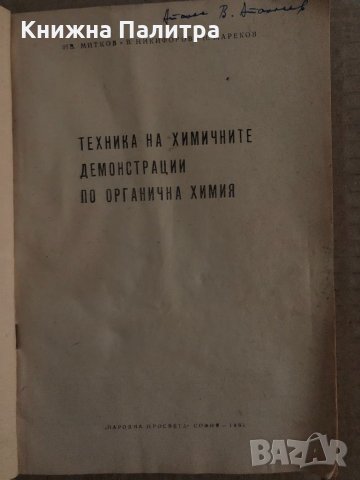 Книжна Палитра
В.
МИТКОВ
ТЕХНИКА НА ХИМИЧНИТЕ
ДЕМОНСТРАЦИИ
ПО ОРГАНИЧНА ХИМИЯ
„НАРОДНА ПРОСВЕТА“ СОФИЯ
BAZAR